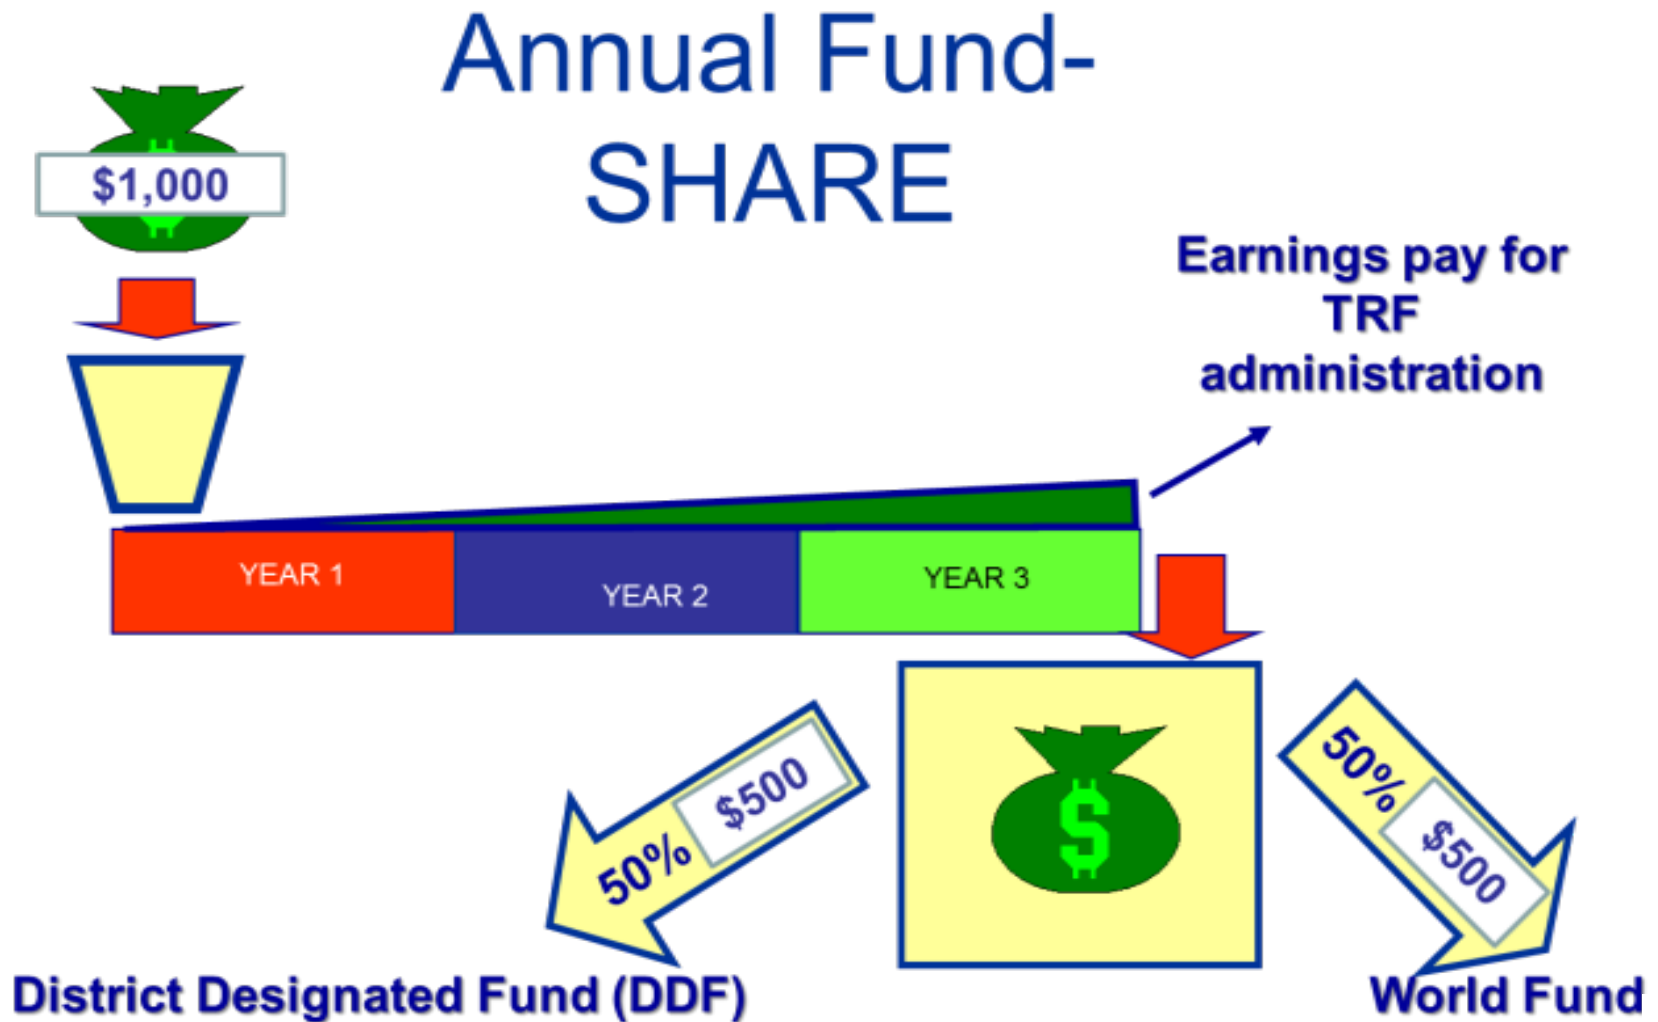 Annual Fund-
SHARE
$1,000
Earnings pay for
TRF
administration
YEAR 1
YEAR 2
YEAR 3
50% $500
$
50% $500
District Designated Fund (DDF)
World Fund